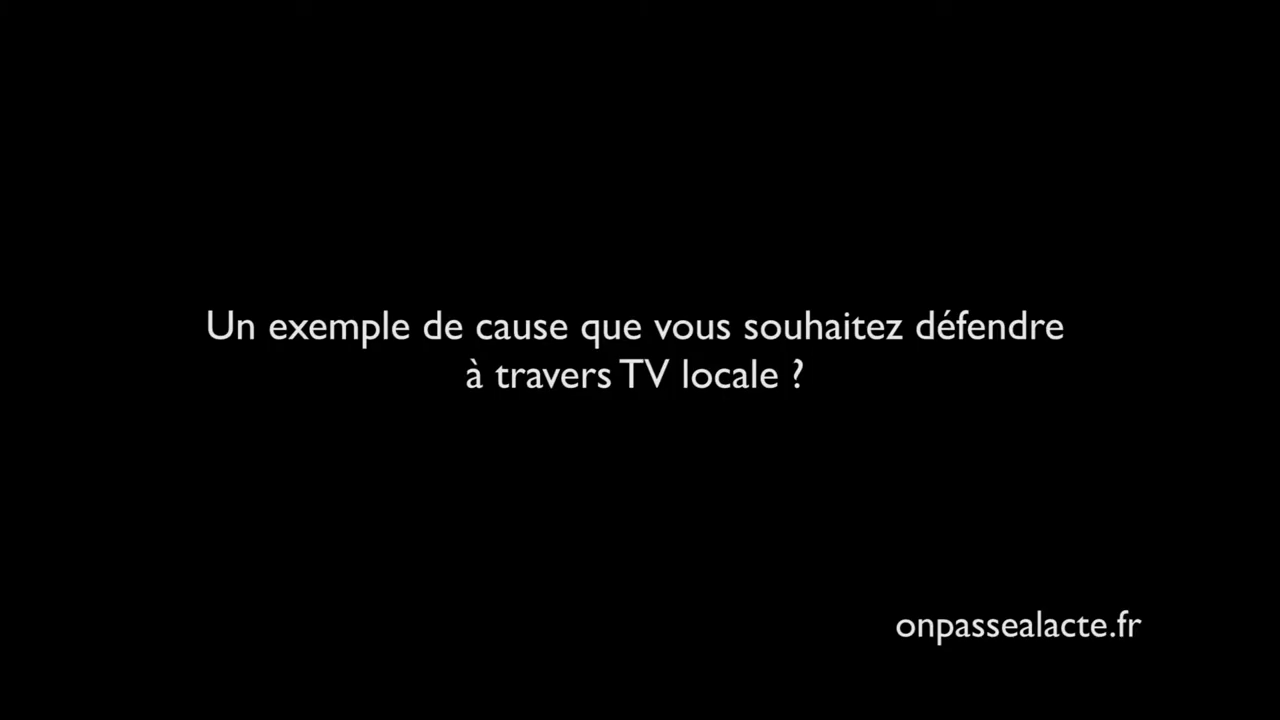 Un exemple de cause que vous souhaitez défendre
à travers TV locale ?
onpassealacte.fr